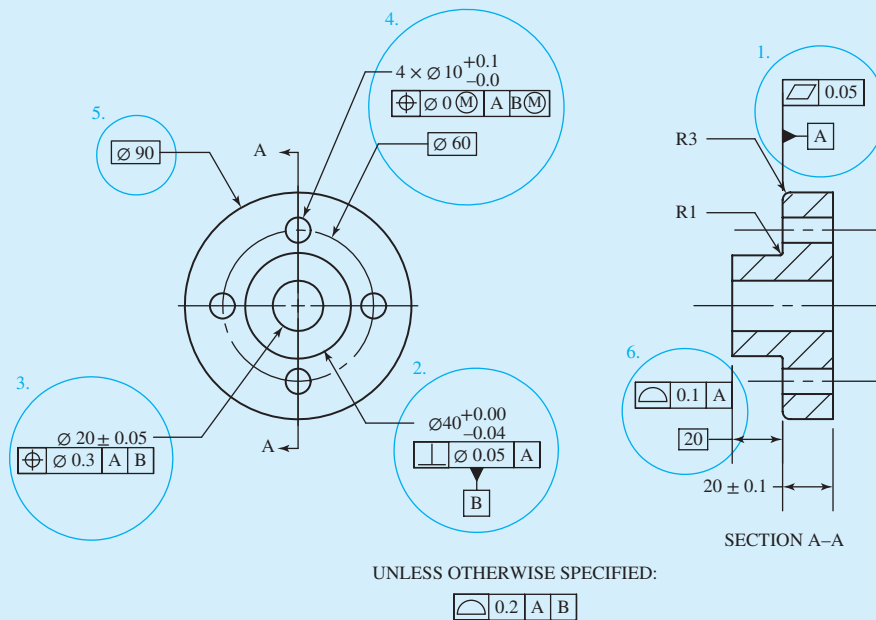 4.
4 × ∅ 10 +0.1 –0.0
⌖ ∅ 0 Ⓜ A B Ⓜ
∅ 60
5.
∅ 90
A
1.
⏥ 0.05
A
R3
R1
3.
∅ 20 ± 0.05
⌖ ∅ 0.3 A B
A
2.
∅40 +0.00 –0.04
⟂ ∅ 0.05 A
B
6.
⌓ 0.1 A
20
20 ± 0.1
SECTION A–A
UNLESS OTHERWISE SPECIFIED:
⌓ 0.2 A B